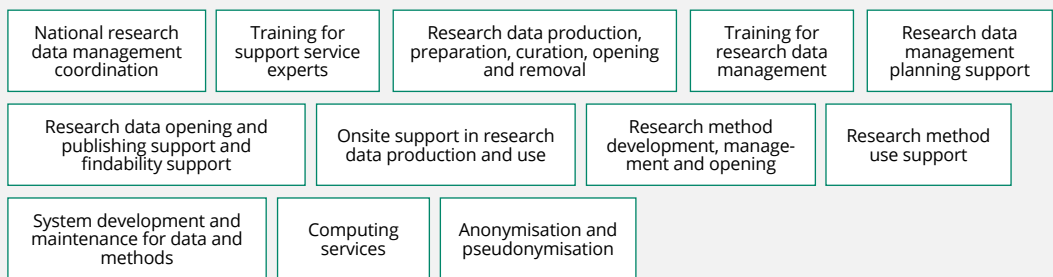 National research
data management
coordination
Training for
support service
experts
Research data production,
preparation, curation, opening
and removal
Training for
research data
management
Research data
management
planning support
Research data opening and
publishing support and
findability support
Onsite support in research
data production and use
Research method
development, manage-
ment and opening
Research method
use support
System development and
maintenance for data and
methods
Computing
services
Anonymisation and
pseudonymisation